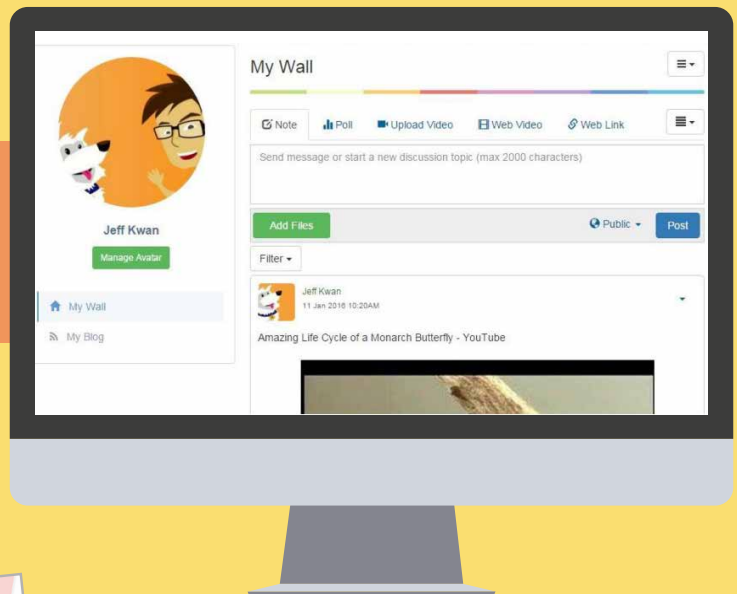 My Wall
Note Poll Upload Video Web Video Web Link
Send message or start a new discussion topic (max 2000 characters)
Jeff Kwan
Add Files Public Post
Manage Avatar
Filter
Jeff Kwan
11 Jan 2016 10:20AM
My Wall
My Blog
Amazing Life Cycle of a Monarch Butterfly - YouTube